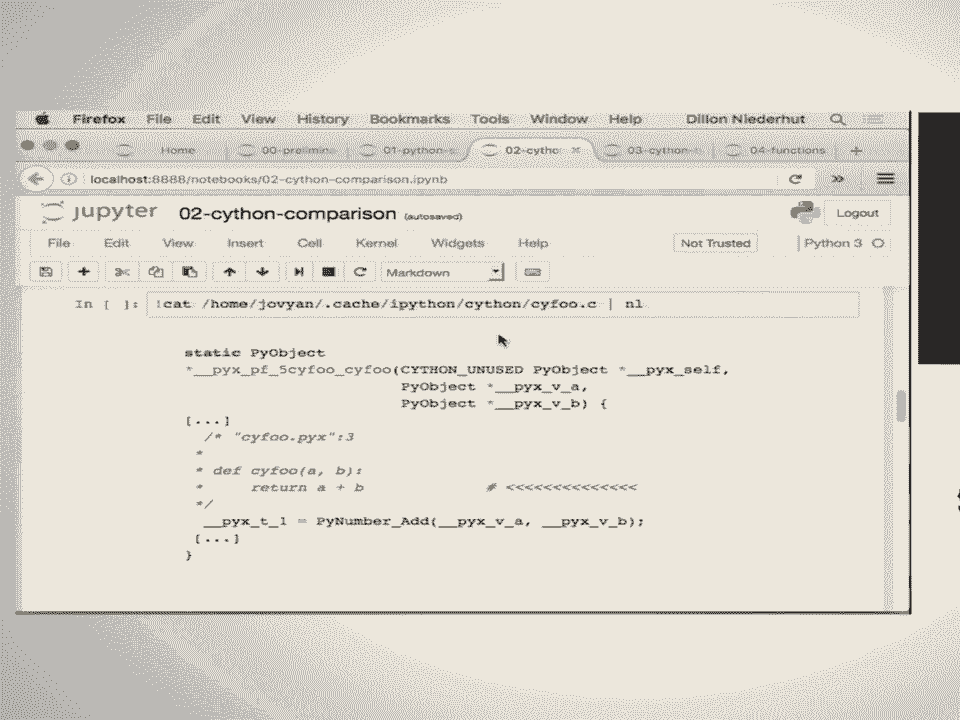 Firefox File Edit View History Bookmarks Tools Window Help Dillon Niederhut
Home 00-prelimina 01-python-s 02-cytho 03-cython- 04-functions
localhost:8888/notebooks/02-cython-comparison.ipynb
jupyter 02-cython-comparison (autosaved) Logout
File Edit View Insert Cell Kernel Widgets Help Not Trusted Python 3
Markdown
In [ ]: !cat /home/jovyan/.cache/ipython/cython/cyfoo.c | nl
static PyObject
*__pyx_pf_5cyfoo_cyfoo(CYTHON_UNUSED PyObject *__pyx_self,
PyObject *__pyx_v_a,
PyObject *__pyx_v_b) {
[...]
/* "cyfoo.pyx":3
*
* def cyfoo(a, b):
* return a + b # <<<<<<<<<<<<<<
*/
__pyx_t_1 = PyNumber_Add(__pyx_v_a, __pyx_v_b);
[...]
}